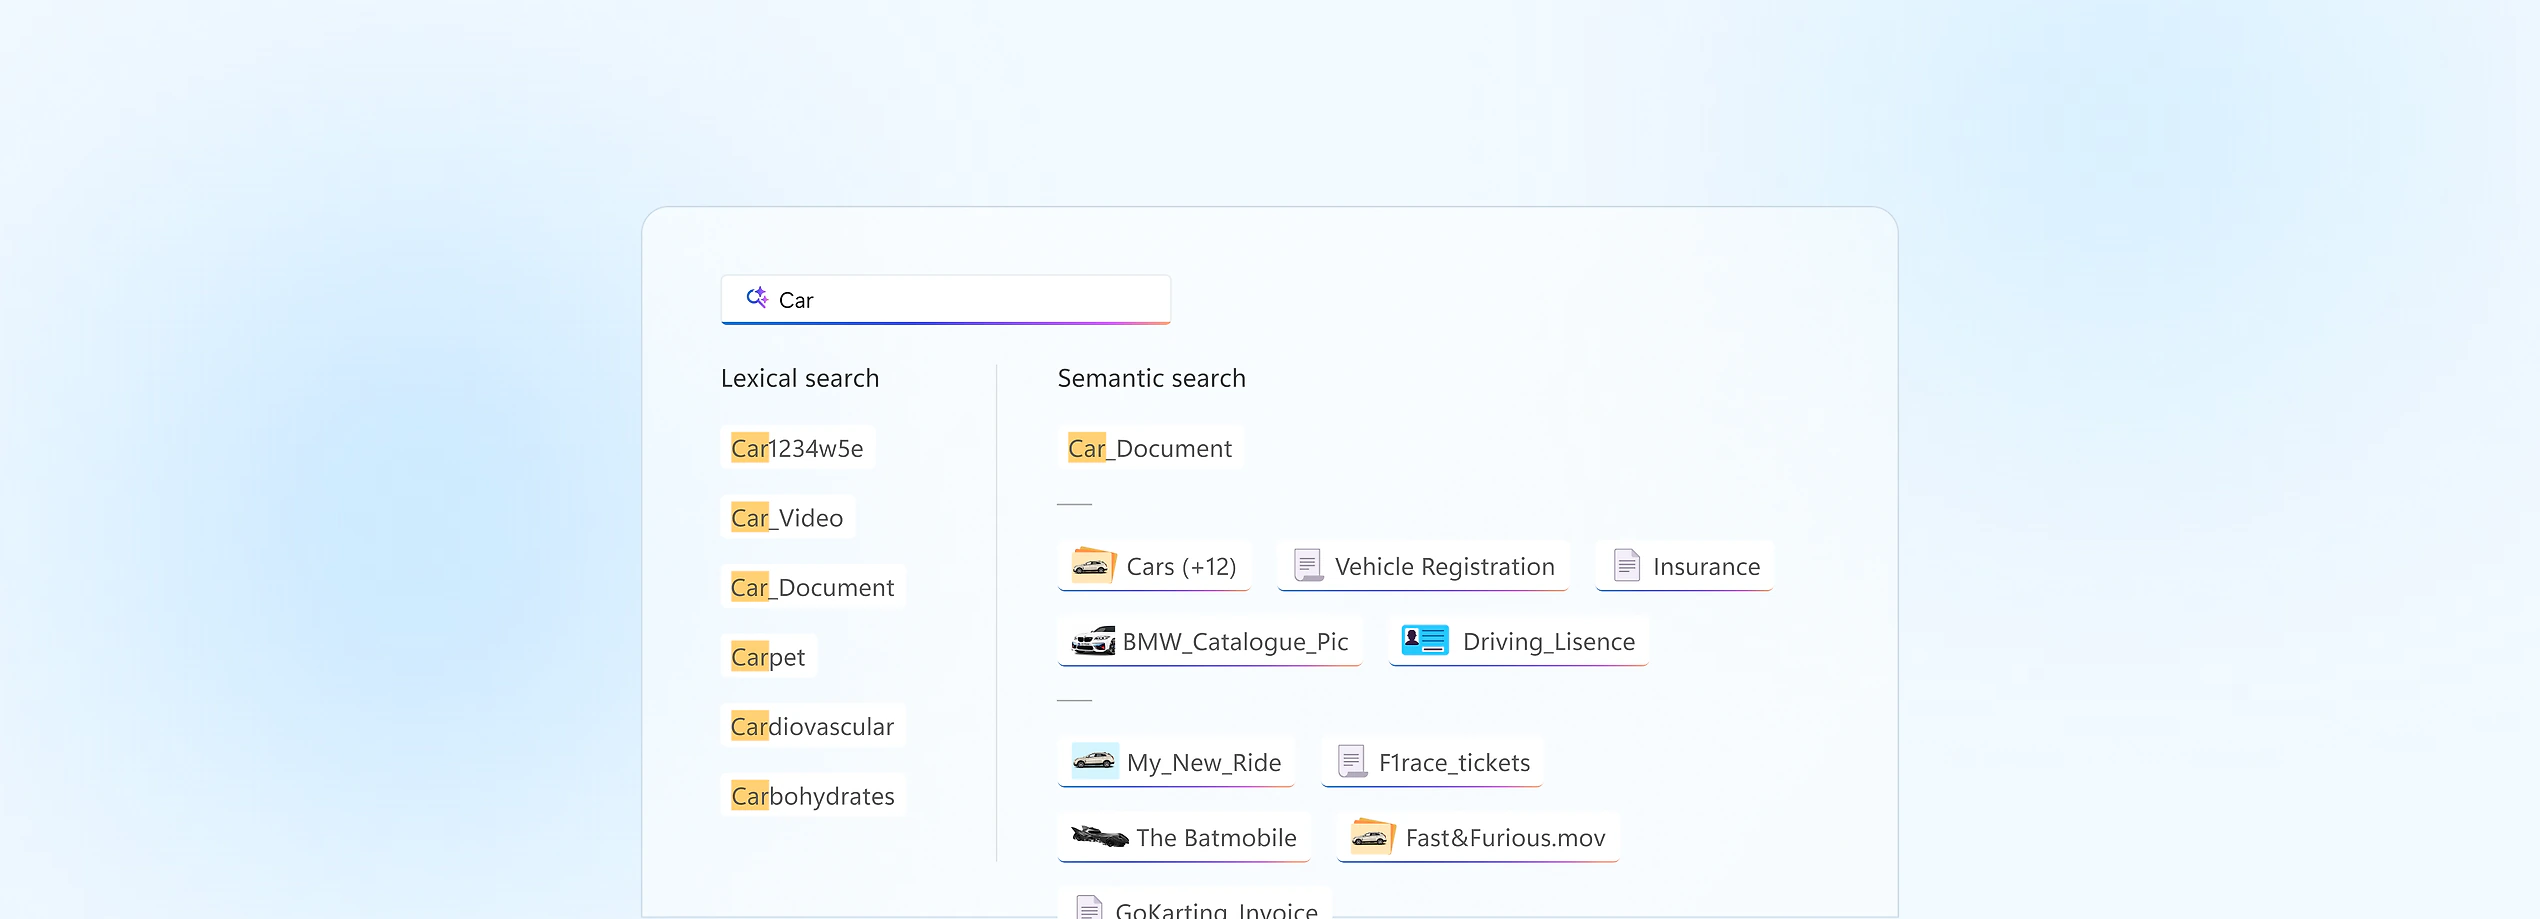 Car
Lexical search
Car1234w5e
Car_Video
Car_Document
Carpet
Cardiovascular
Carbohydrates
Semantic search
Car_Document
Cars (+12) Vehicle Registration Insurance
BMW_Catalogue_Pic Driving_Lisence
My_New_Ride F1race_tickets
The Batmobile Fast&Furious.mov
GoKarting_Invoice